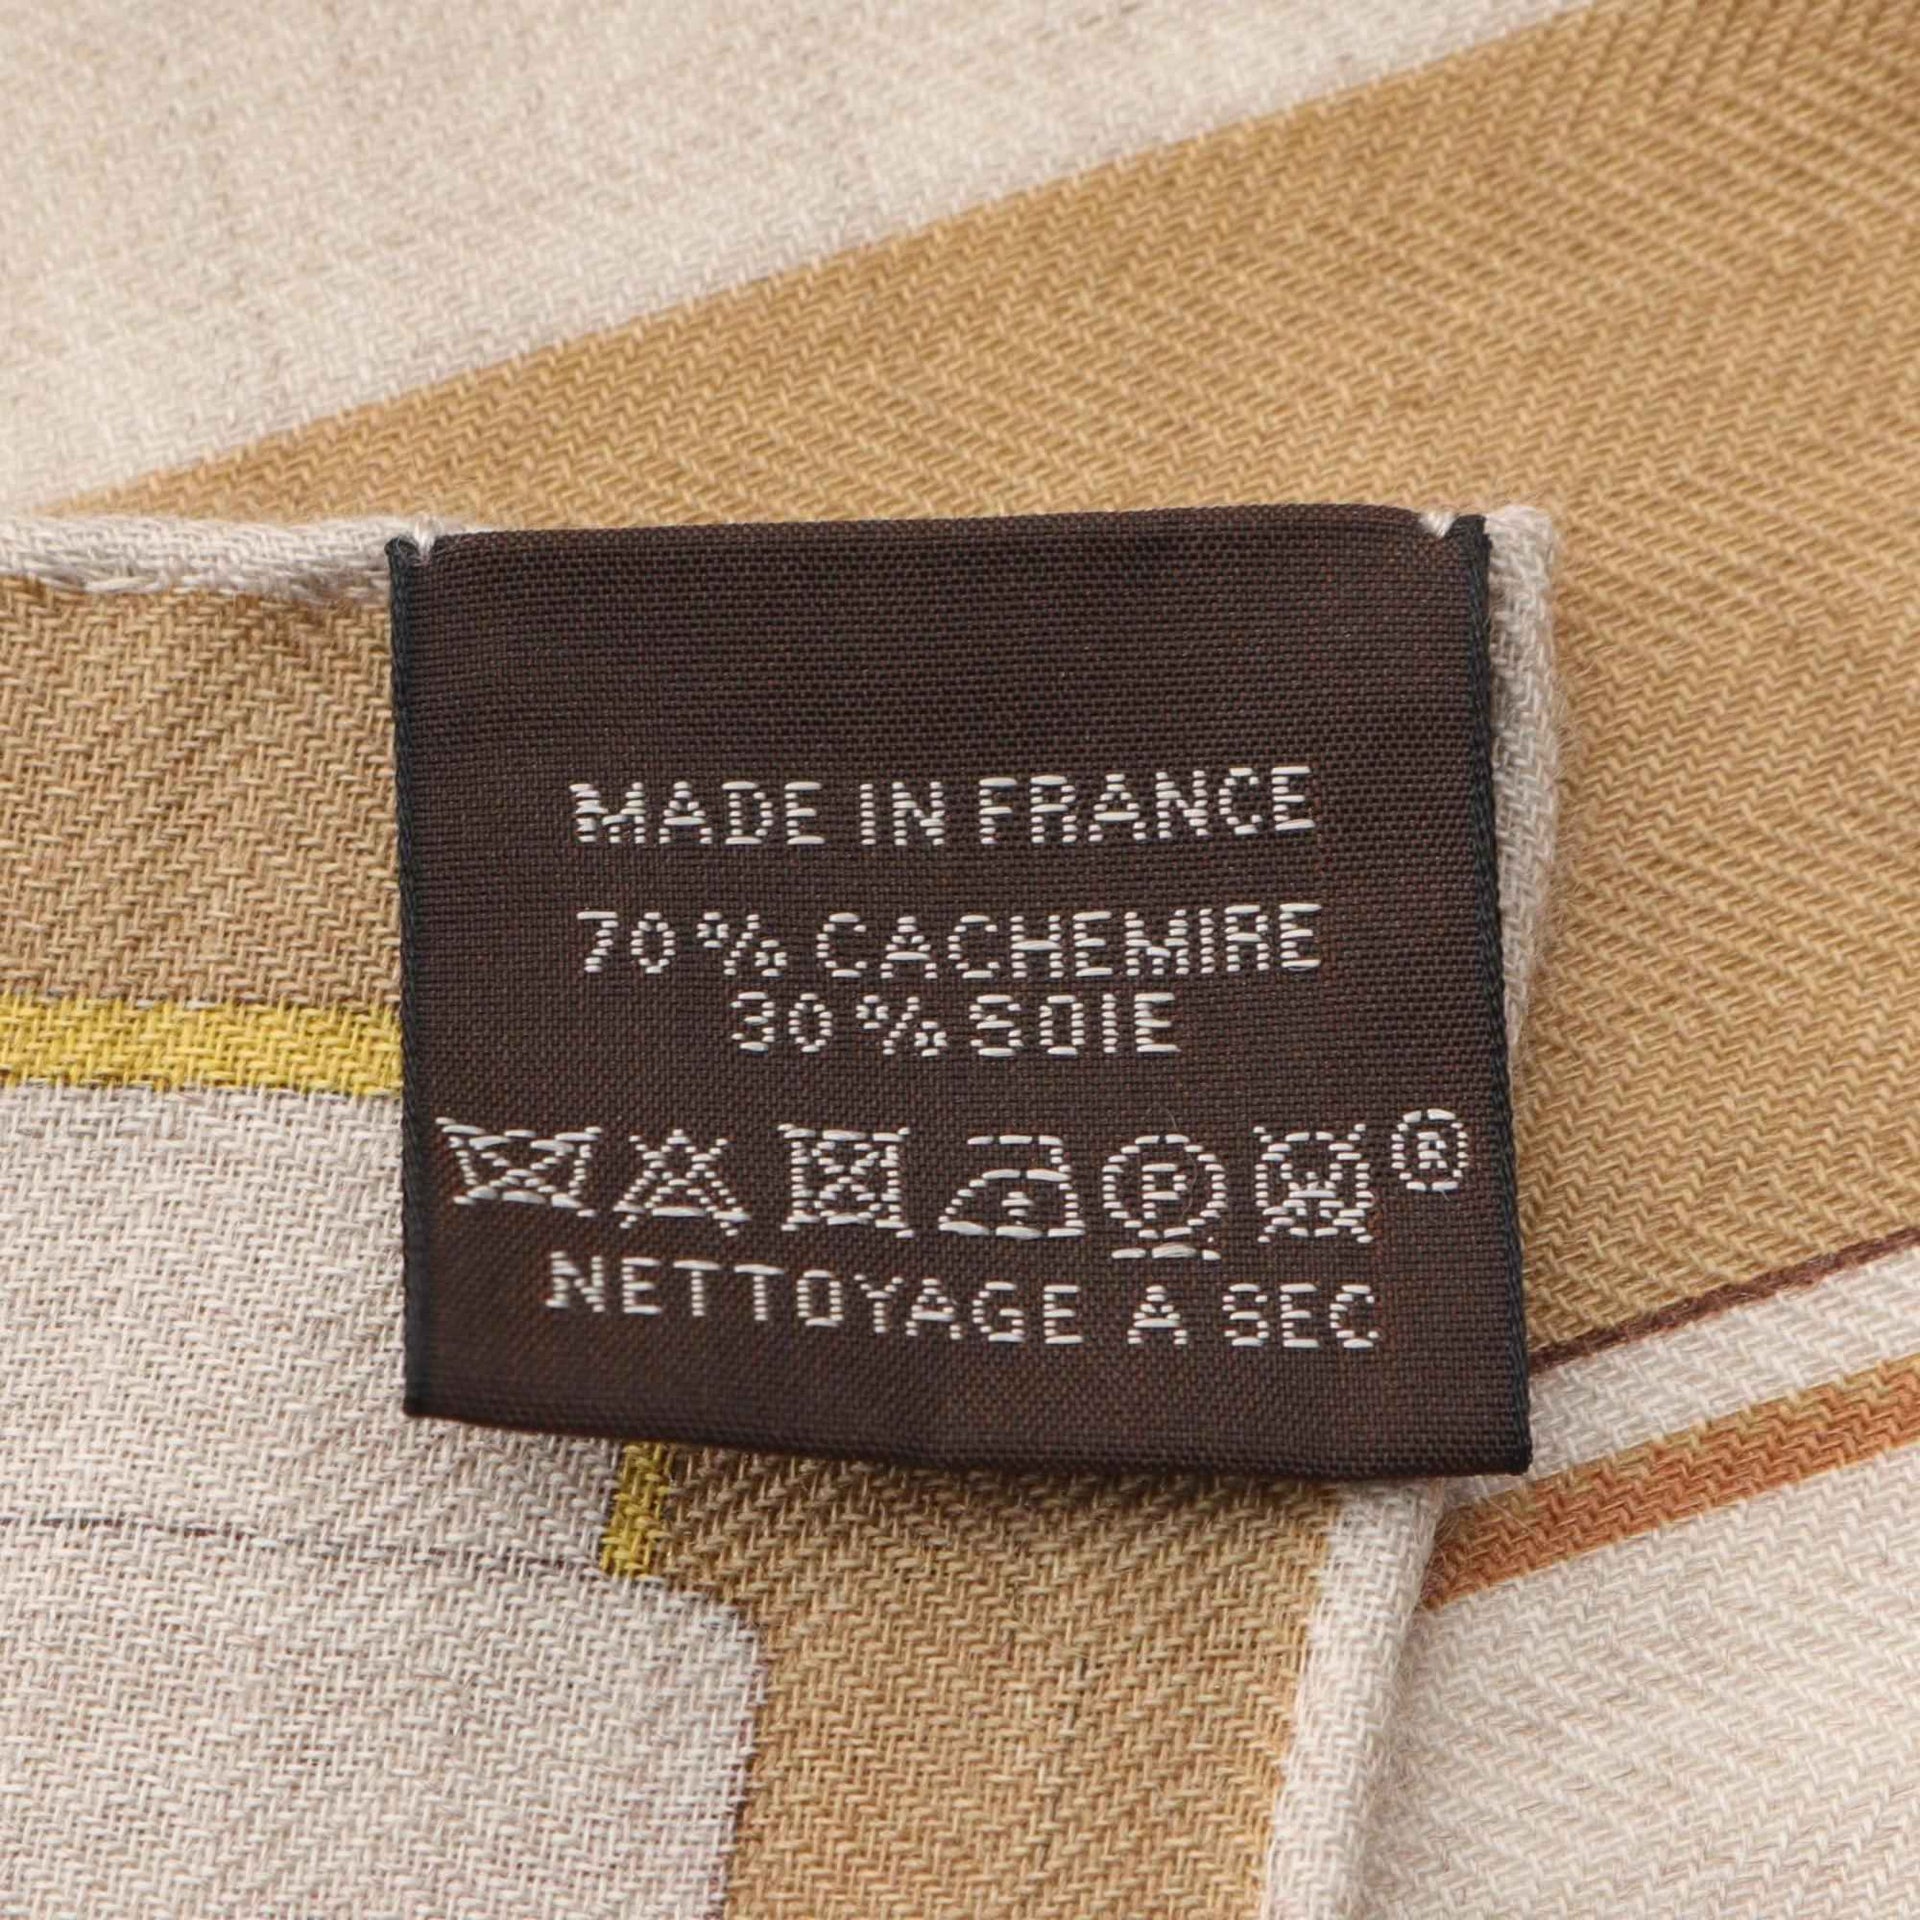 MADE IN FRANCE
70% CACHEMIRE
30% SOIE
P W ®
NETTOYAGE A SEC